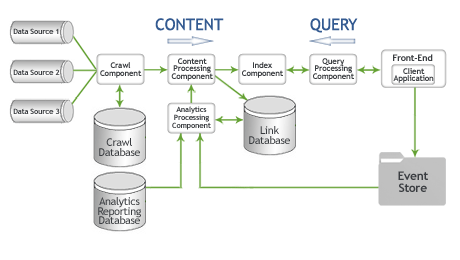 CONTENT
QUERY
Data Source 1
Data Source 2
Data Source 3
Crawl
Component
Content
Processing
Component
Index
Component
Query
Processing
Component
Front-End
Client
Application
Analytics
Processing
Component
Crawl
Database
Link
Database
Analytics
Reporting
Database
Event
Store